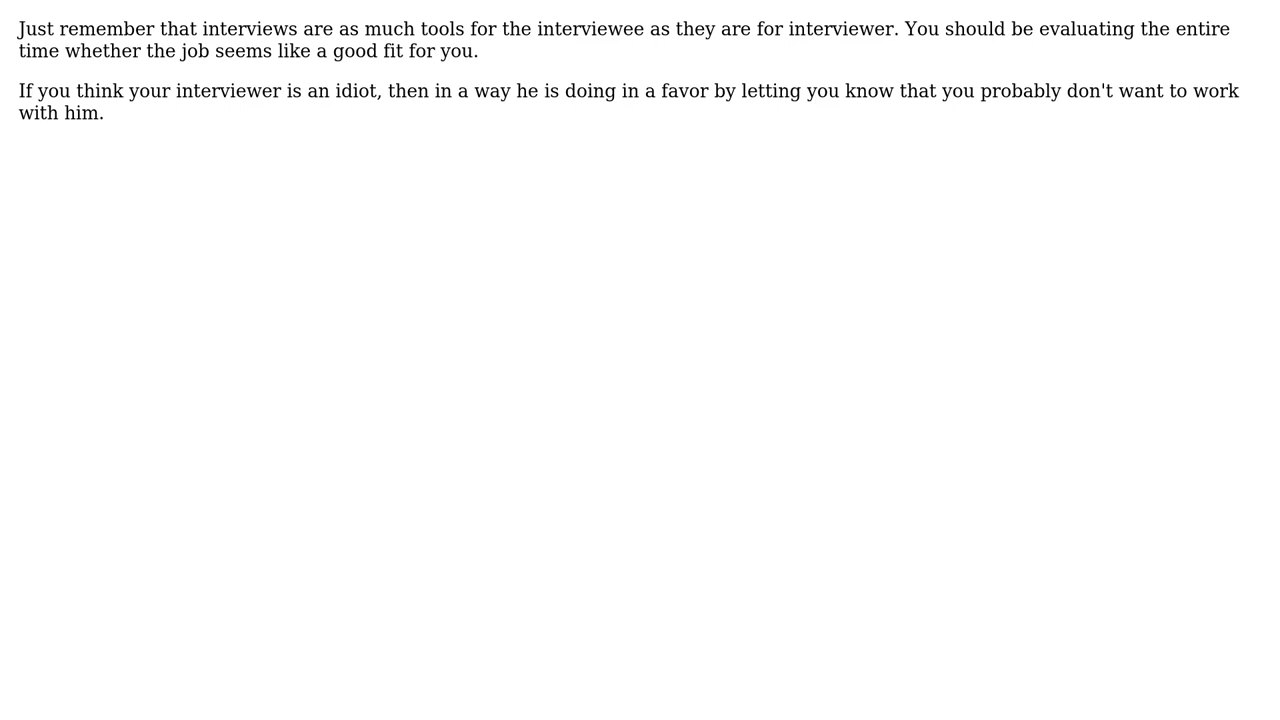 Just remember that interviews are as much tools for the interviewee as they are for interviewer. You should be evaluating the entire
time whether the job seems like a good fit for you.
If you think your interviewer is an idiot, then in a way he is doing in a favor by letting you know that you probably don't want to work
with him.